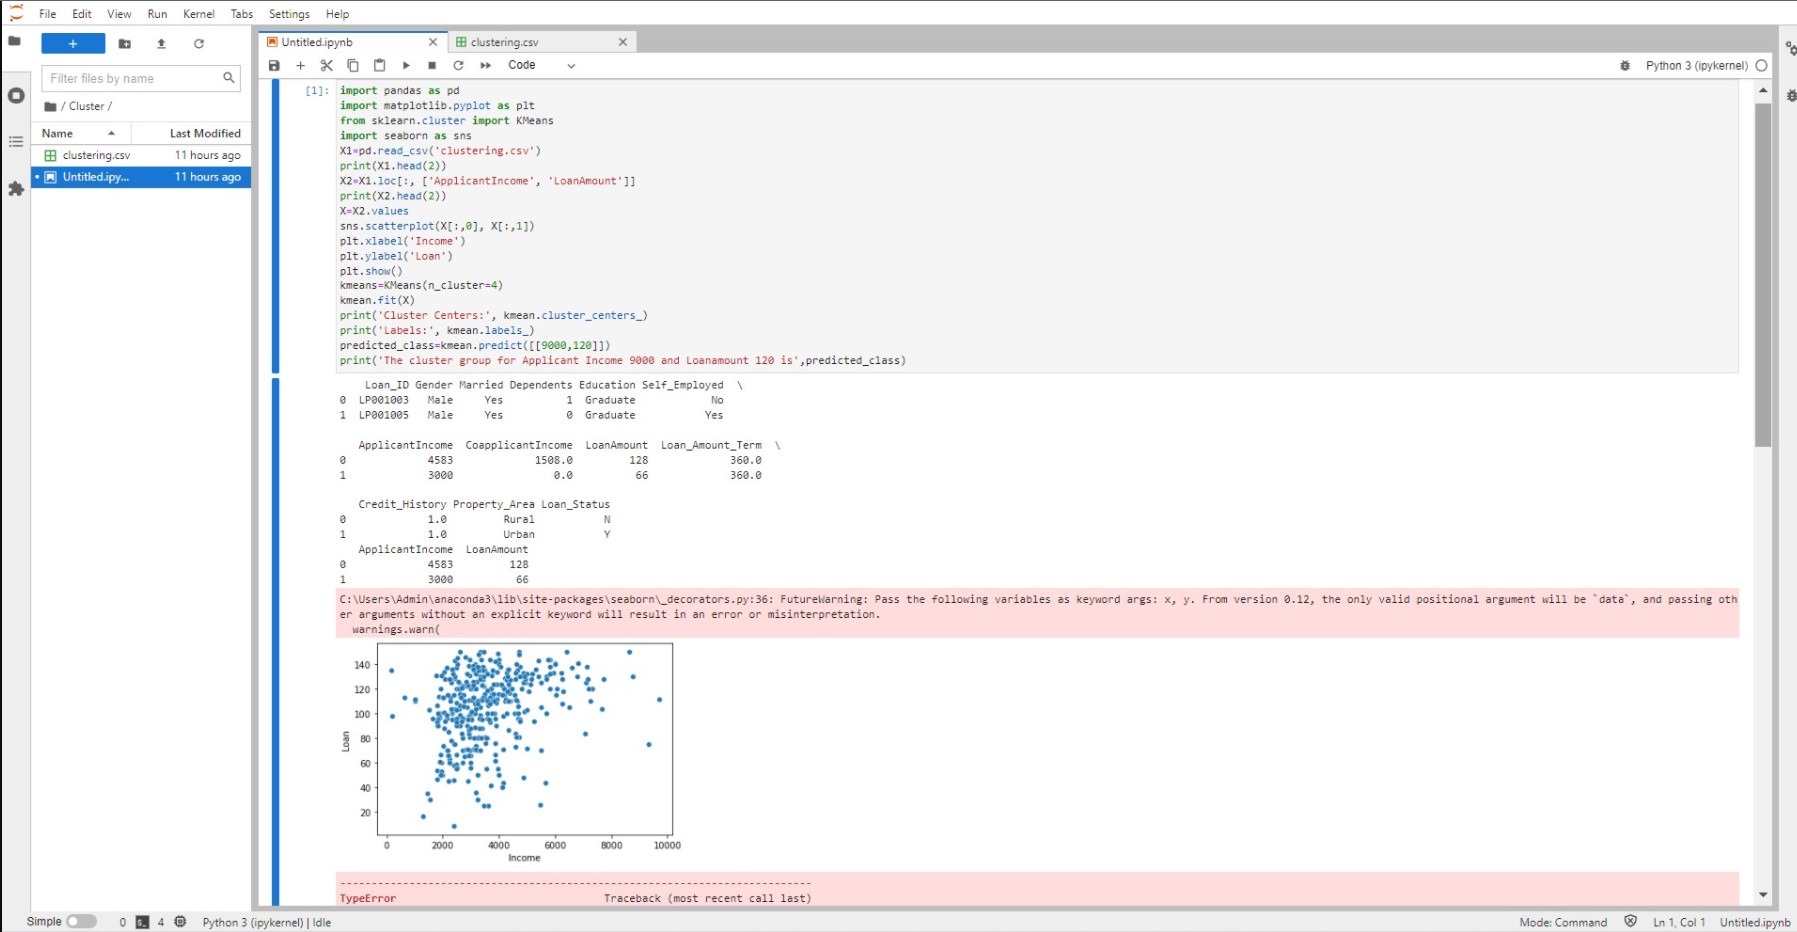 File Edit View Run Kernel Tabs Settings Help
Filter files by name
/ Cluster /
Name Last Modified
clustering.csv 11 hours ago
Untitled.ipy... 11 hours ago
Untitled.ipynb clustering.csv
Code
Python 3 (ipykernel)
[1]: import pandas as pd
import matplotlib.pyplot as plt
from sklearn.cluster import KMeans
import seaborn as sns
X1=pd.read_csv('clustering.csv')
print(X1.head(2))
X2=X1.loc[:, ['ApplicantIncome', 'LoanAmount']]
print(X2.head(2))
X=X2.values
sns.scatterplot(X[:,0], X[:,1])
plt.xlabel('Income')
plt.ylabel('Loan')
plt.show()
kmeans=KMeans(n_cluster=4)
kmean.fit(X)
print('Cluster Centers:', kmean.cluster_centers_)
print('Labels:', kmean.labels_)
predicted_class=kmean.predict([[9000,120]])
print('The cluster group for Applicant Income 9000 and Loanamount 120 is',predicted_class)
Loan_ID Gender Married Dependents Education Self_Employed \
0 LP001003 Male Yes 1 Graduate No
1 LP001005 Male Yes 0 Graduate Yes
ApplicantIncome CoapplicantIncome LoanAmount Loan_Amount_Term \
0 4583 1508.0 128 360.0
1 3000 0.0 66 360.0
Credit_History Property_Area Loan_Status
0 1.0 Rural N
1 1.0 Urban Y
ApplicantIncome LoanAmount
0 4583 128
1 3000 66
C:\Users\Admin\anaconda3\lib\site-packages\seaborn\_decorators.py:36: FutureWarning: Pass the following variables as keyword args: x, y. From version 0.12, the only valid positional argument will be `data`, and passing oth
er arguments without an explicit keyword will result in an error or misinterpretation.
warnings.warn(
140
120
100
80
60
40
20
Loan
0 2000 4000 6000 8000 10000
Income
---------------------------------------------------------------------------
TypeError Traceback (most recent call last)
Simple 0 4 Python 3 (ipykernel) | Idle Mode: Command Ln 1, Col 1 Untitled.ipynb